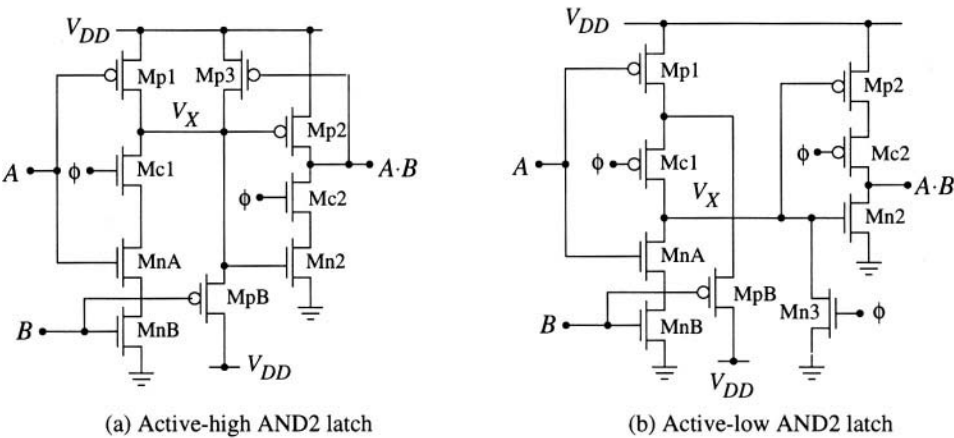 V_DD
Mp1
Mp3
V_X
Mp2
A
ϕ
Mc1
A·B
ϕ
Mc2
MnA
Mn2
MpB
B
MnB
V_DD
(a) Active-high AND2 latch
V_DD
Mp1
Mp2
A
ϕ
Mc1
ϕ
Mc2
V_X
A·B
Mn2
MnA
MpB
Mn3
ϕ
B
MnB
V_DD
(b) Active-low AND2 latch